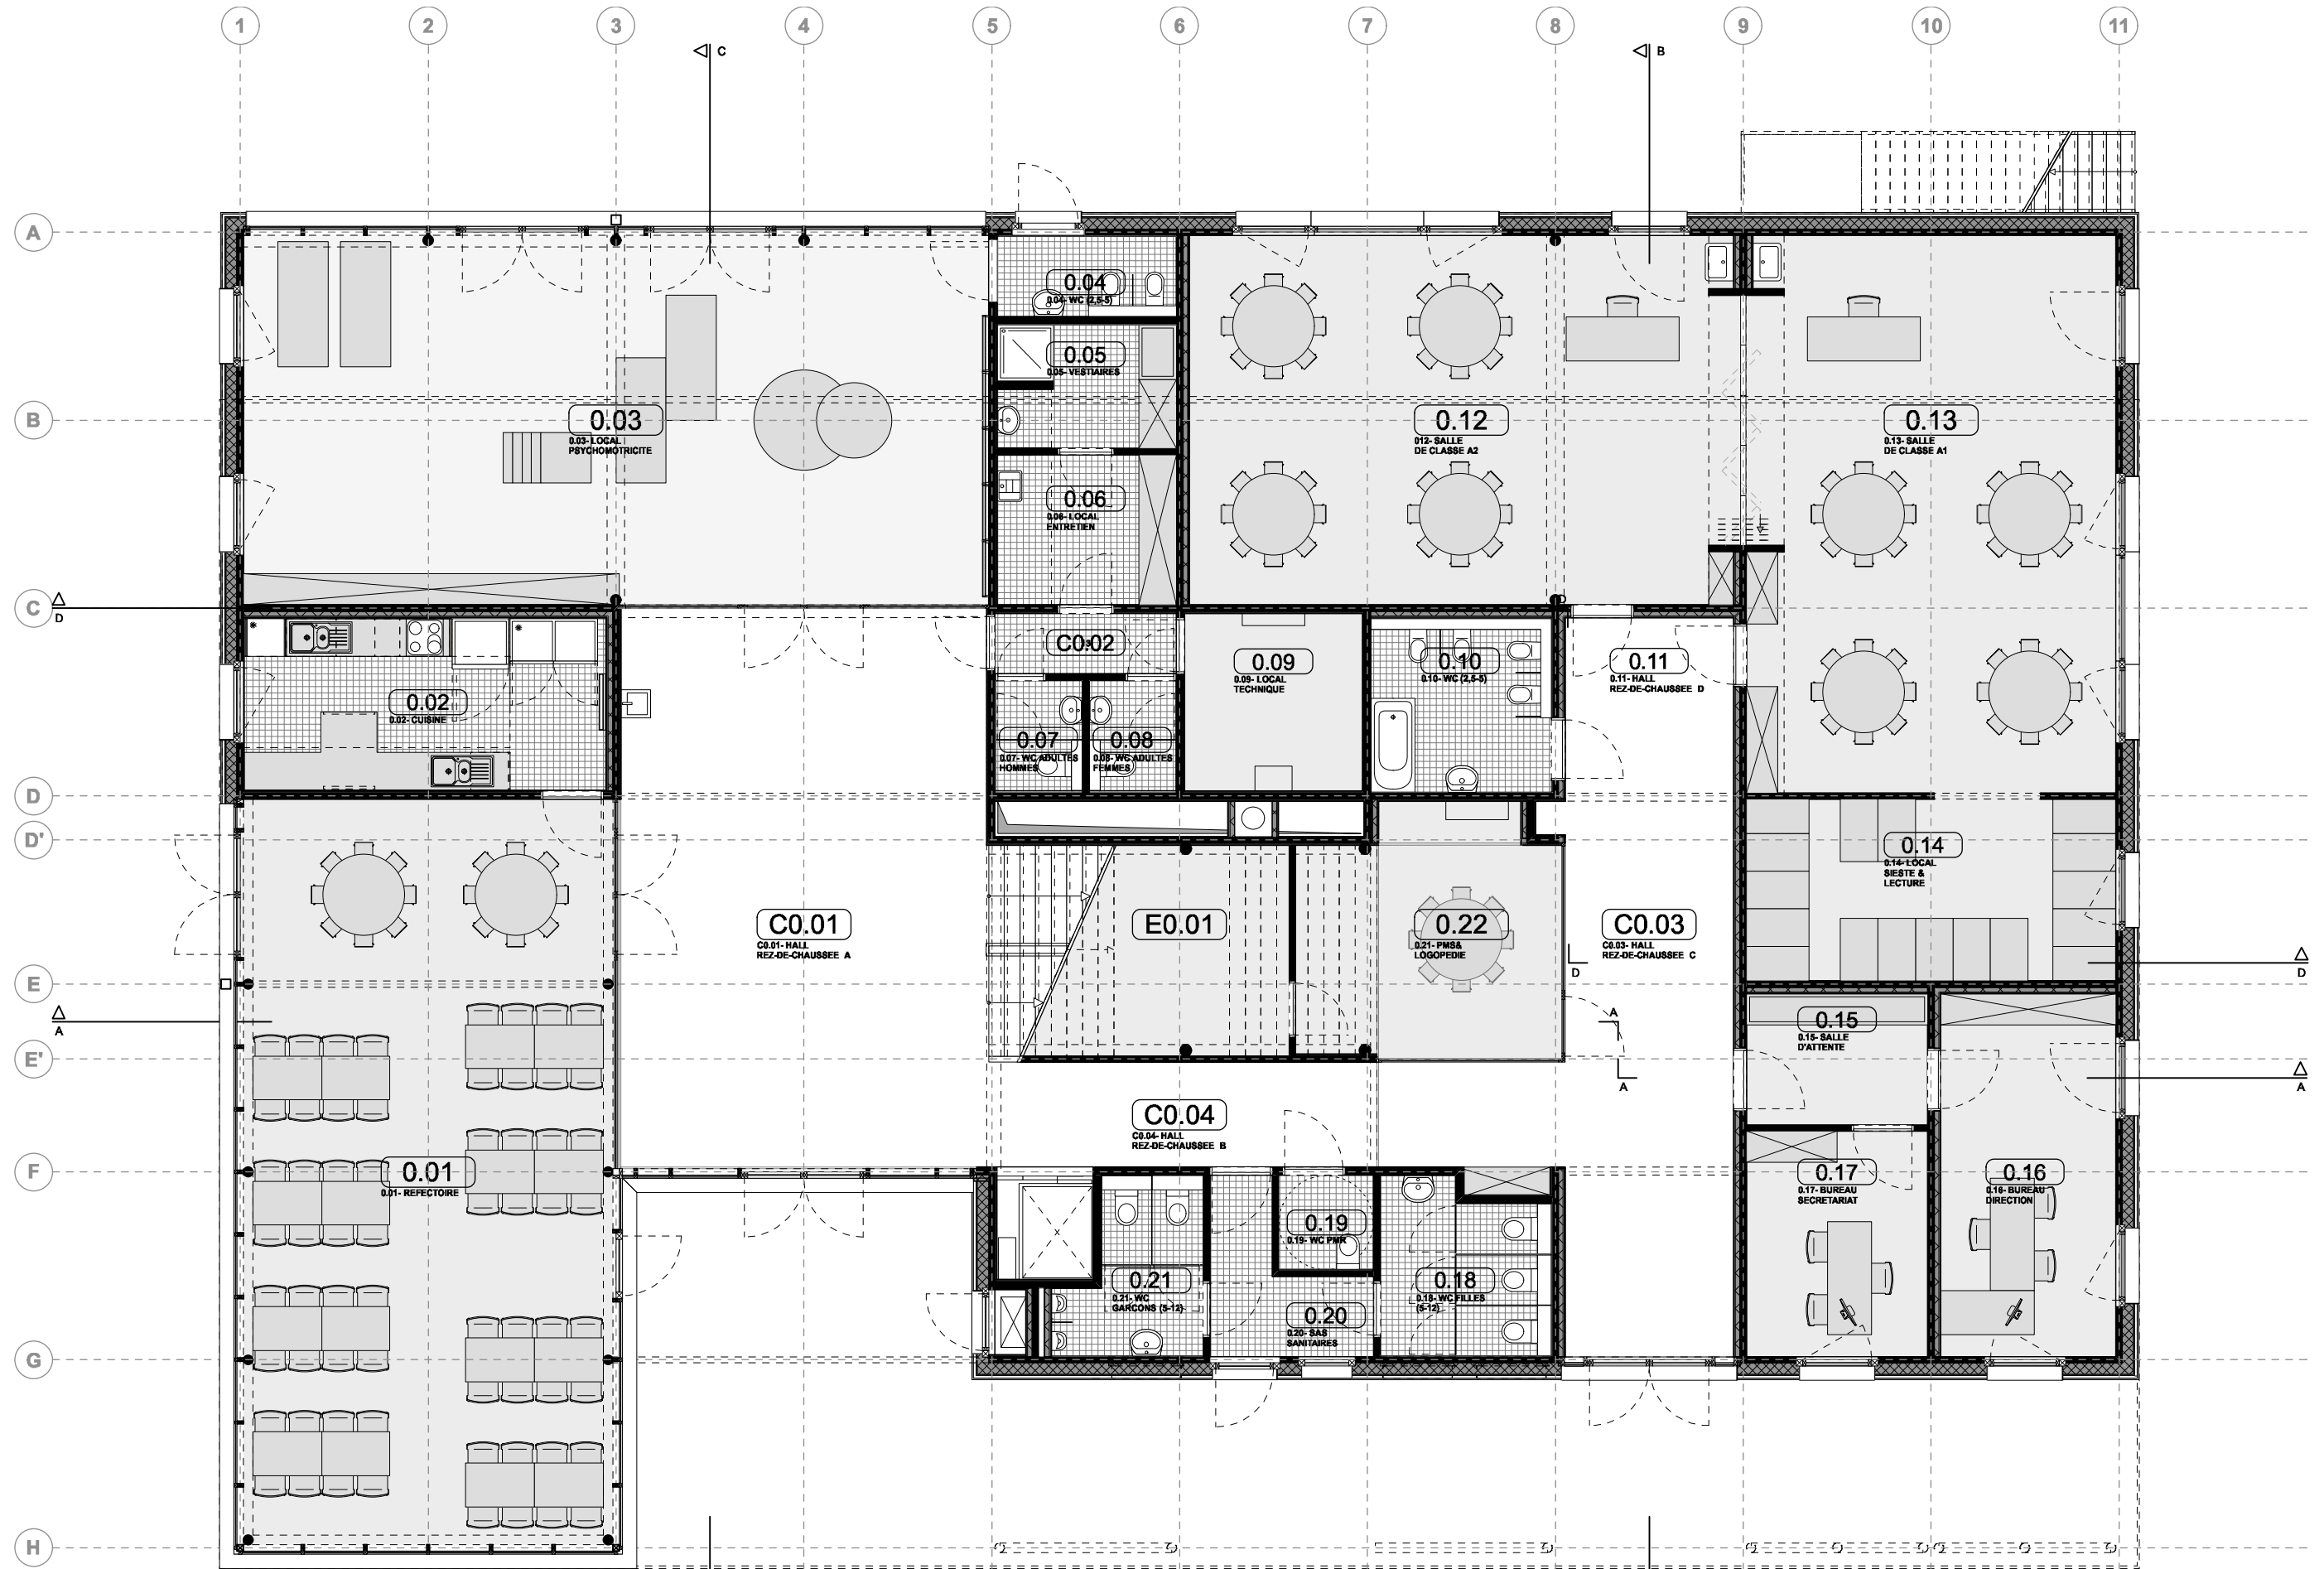 1 2 3 4 5 6 7 8 9 10 11
C B
A
0.04
0.04- WC (2,5-5)
0.05
0.05- VESTIAIRES
B
0.03
0.03- LOCAL
PSYCHOMOTRICITE
0.12
012- SALLE
DE CLASSE A2
0.13
0.13- SALLE
DE CLASSE A1
0.06
0.06- LOCAL
ENTRETIEN
C
D
C0.02
0.09
0.09- LOCAL
TECHNIQUE
0.10
0.10- WC (2,5-5)
0.11
0.11- HALL
REZ-DE-CHAUSSEE D
0.02
0.02- CUISINE
0.07
0.07- WC ADULTES
HOMMES
0.08
0.08- WC ADULTES
FEMMES
D
D'
0.14
0.14- LOCAL
SIESTE &
LECTURE
C0.01
C0.01- HALL
REZ-DE-CHAUSSEE A
E0.01
0.22
0.21- PMS&
LOGOPEDIE
C0.03
C0.03- HALL
REZ-DE-CHAUSSEE C
D
D
E
A
A
0.15
0.15- SALLE
D'ATTENTE
E'
A
A
C0.04
C0.04- HALL
REZ-DE-CHAUSSEE B
F
0.01
0.01- REFECTOIRE
0.17
0.17- BUREAU
SECRETARIAT
0.16
0.16- BUREAU
DIRECTION
0.19
0.19- WC PMR
0.21
0.21- WC
GARCONS (5-12)
0.18
0.18- WC FILLES
(5-12)
0.20
0.20- SAS
SANITAIRES
G
H